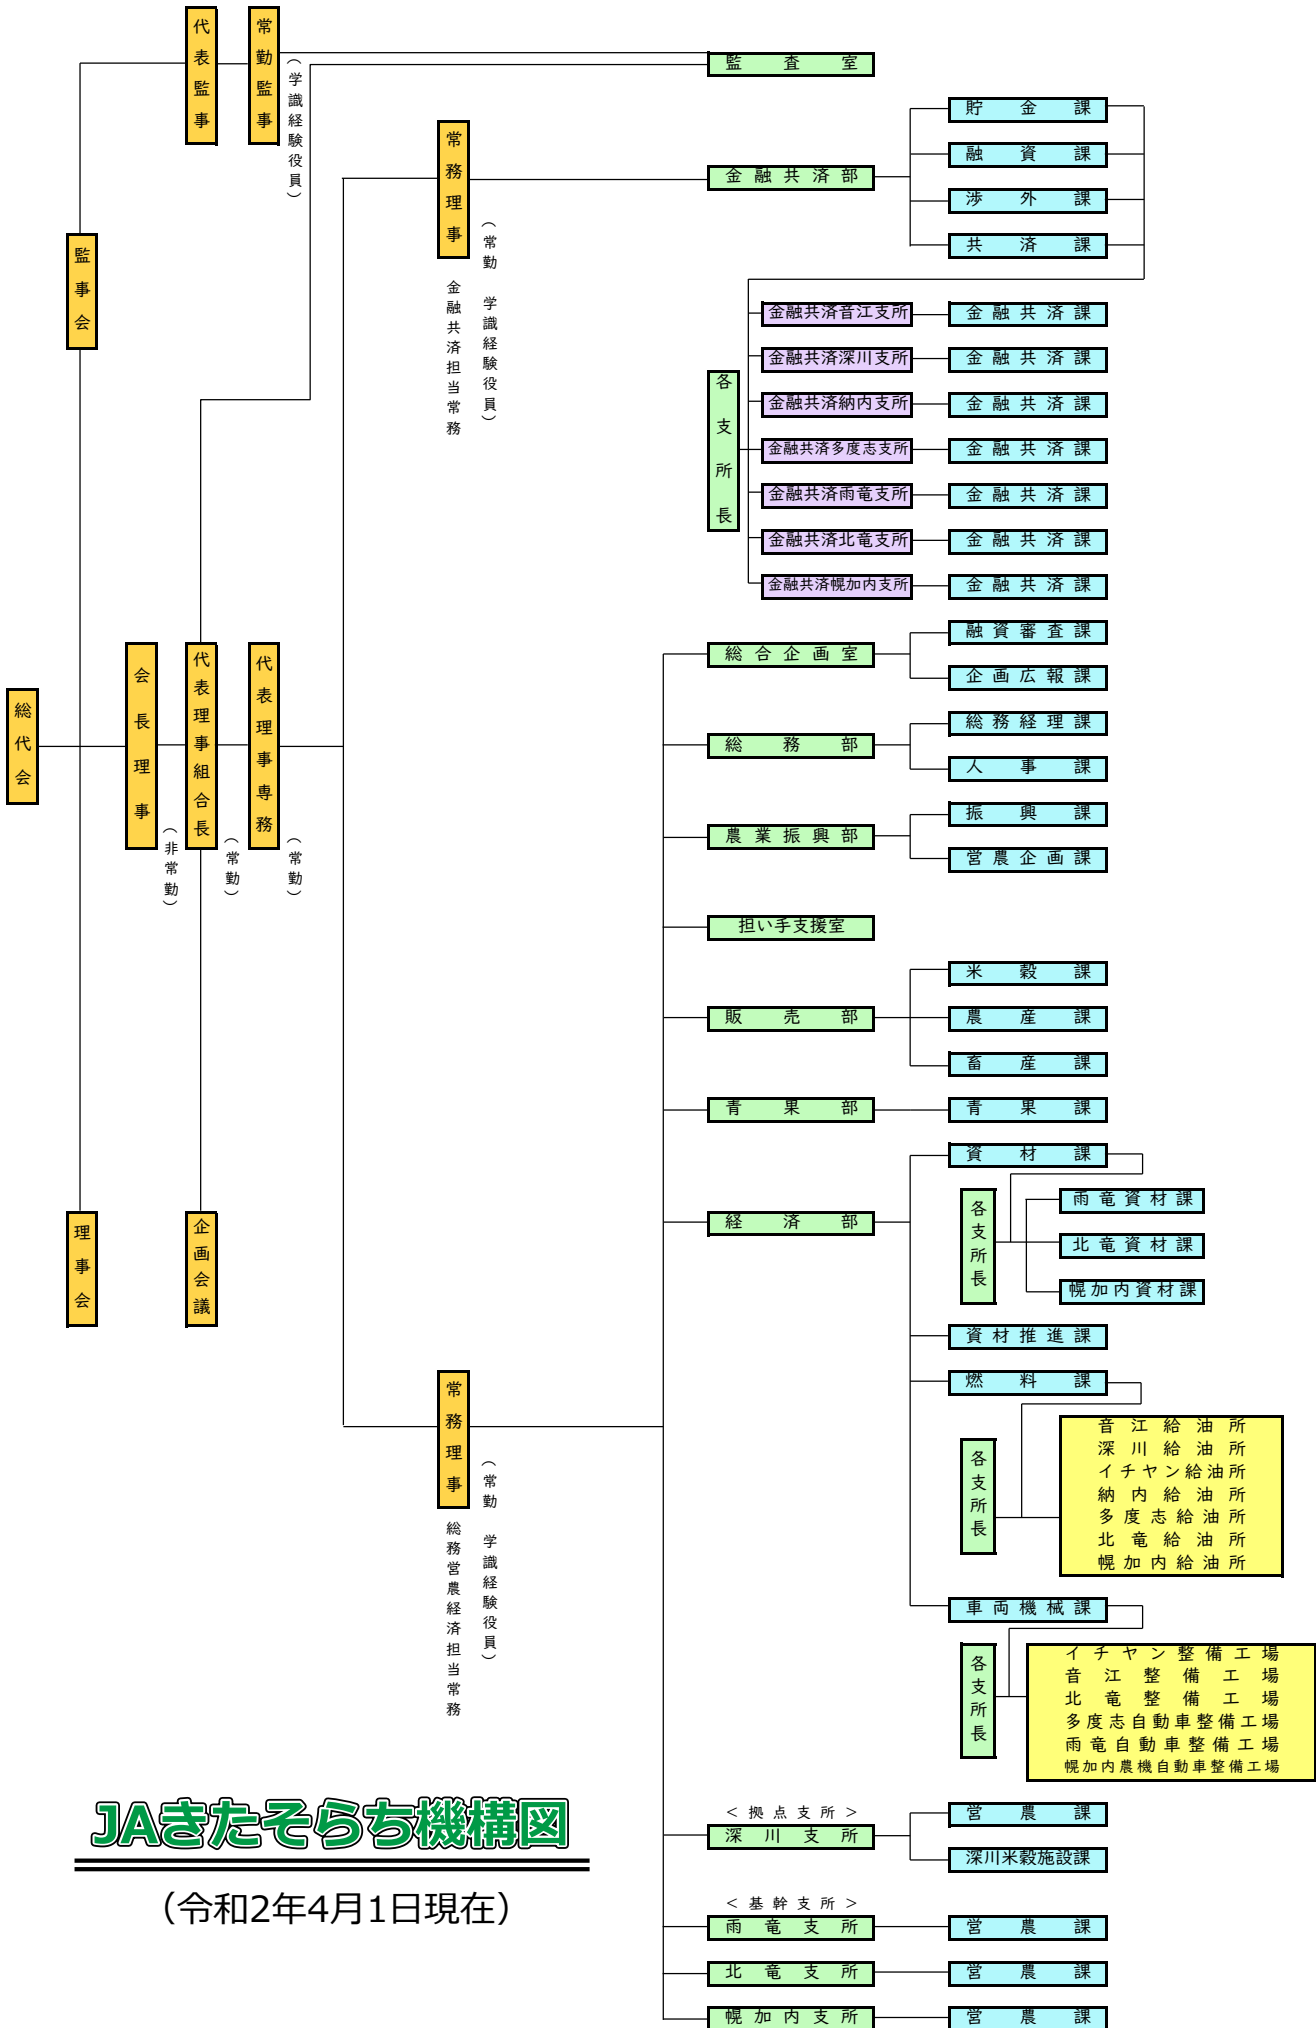 代表監事
常勤監事
（学識経験役員）
監査室
常務理事
（常勤　学識経験役員）
金融共済担当常務
金融共済部
貯金課
融資課
渉外課
共済課
監事会
各支所長
金融共済音江支所
金融共済課
金融共済深川支所
金融共済課
金融共済納内支所
金融共済課
金融共済多度志支所
金融共済課
金融共済雨竜支所
金融共済課
金融共済北竜支所
金融共済課
金融共済幌加内支所
金融共済課
総代会
会長理事
（非常勤）
代表理事組合長
（常勤）
代表理事専務
（常勤）
総合企画室
融資審査課
企画広報課
総務部
総務経理課
人事課
農業振興部
振興課
営農企画課
担い手支援室
販売部
米穀課
農産課
畜産課
青果部
青果課
理事会
企画会議
経済部
資材課
各支所長
雨竜資材課
北竜資材課
幌加内資材課
資材推進課
燃料課
各支所長
音江給油所
深川給油所
イチヤン給油所
納内給油所
多度志給油所
北竜給油所
幌加内給油所
常務理事
（常勤　学識経験役員）
総務営農経済担当常務
車両機械課
各支所長
イチヤン整備工場
音江整備工場
北竜整備工場
多度志自動車整備工場
雨竜自動車整備工場
幌加内農機自動車整備工場
JAきたそらち機構図
（令和2年4月1日現在）
＜拠点支所＞
深川支所
営農課
深川米穀施設課
＜基幹支所＞
雨竜支所
営農課
北竜支所
営農課
幌加内支所
営農課